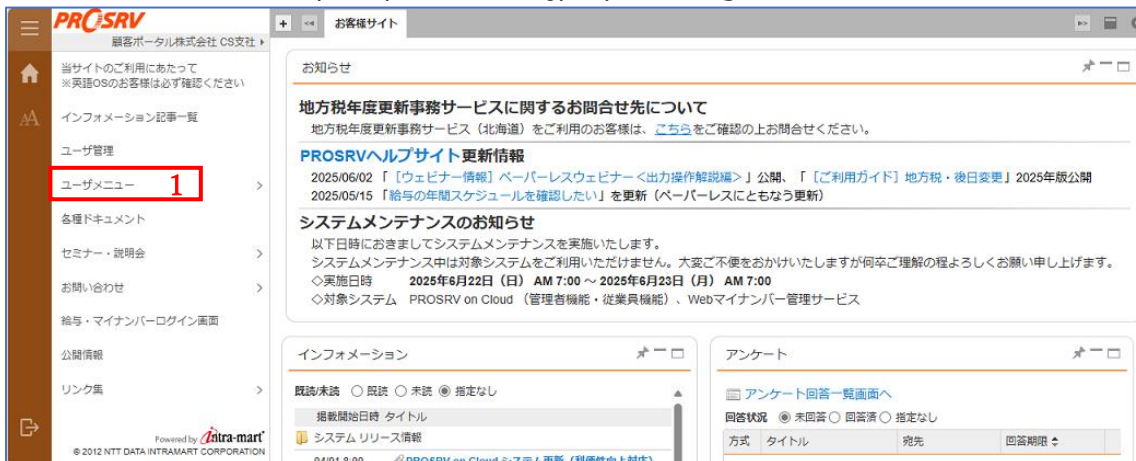 PROSRV
顧客ポータル株式会社 CS支社
当サイトのご利用にあたって
※英語OSのお客様は必ず確認ください
インフォメーション記事一覧
ユーザ管理
ユーザメニュー 1
各種ドキュメント
セミナー・説明会
お問い合わせ
給与・マイナンバーログイン画面
公開情報
リンク集
Powered by intra-mart
© 2012 NTT DATA INTRAMART CORPORATION
AA
お客様サイト
お知らせ
地方税年度更新事務サービスに関するお問合せ先について
地方税年度更新事務サービス（北海道）をご利用のお客様は、こちらをご確認の上お問合せください。
PROSRVヘルプサイト更新情報
2025/06/02「［ウェビナー情報］ペーパーレスウェビナー<出力操作解説編>」公開、「［ご利用ガイド］地方税・後日変更」2025年版公開
2025/05/15「給与の年間スケジュールを確認したい」を更新（ペーパーレスにともなう更新）
システムメンテナンスのお知らせ
以下日時におきましてシステムメンテナンスを実施いたします。
システムメンテナンス中は対象システムをご利用いただけません。大変ご不便をおかけいたしますが何卒ご理解の程よろしくお願い申し上げます。
◇実施日時 2025年6月22日（日） AM 7:00 ～ 2025年6月23日（月） AM 7:00
◇対象システム PROSRV on Cloud （管理者機能・従業員機能）、Webマイナンバー管理サービス
インフォメーション
既読/未読 既読 未読 指定なし
掲載開始日時 タイトル
システム リリース情報
04/01 8:00 PROSRV on Cloud システム更新（利便性向上対応）
アンケート
アンケート回答一覧画面へ
回答状況 未回答 回答済 指定なし
方式 タイトル 宛先 回答期限